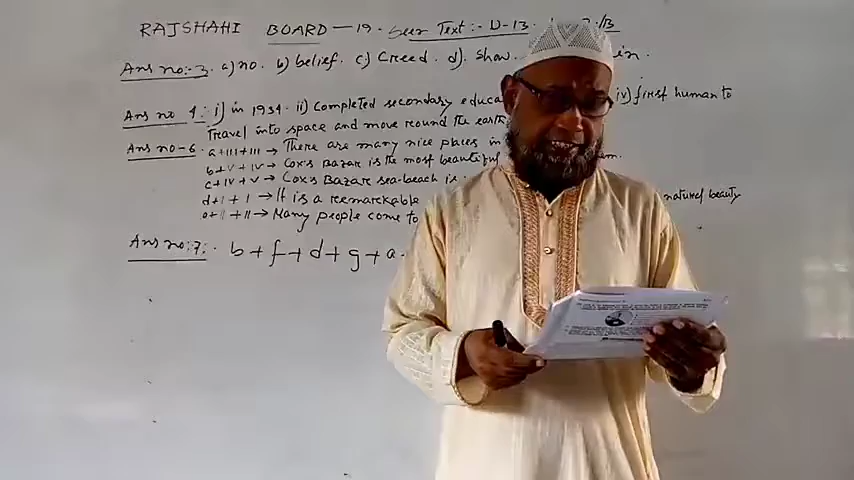 RAJSHAHI BOARD - 19. Seen Text :- U-13.
Ans no:-3. a) no. b) belief. c) Creed. d). Show. in.
Ans no 4:- i) in 1934. ii) Completed secondary educa iv) first human to
Travel into space and move round the earth
Ans no-6 a+III+III → There are many nice places in
b+V+IV → Cox's Bazar is the most beautiful
c+IV+V → Cox's Bazar sea-beach is
d+I+I → It is a remarkable natural beauty
e+II+II → Many people come to
Ans no:7:- b+f+d+g+a.